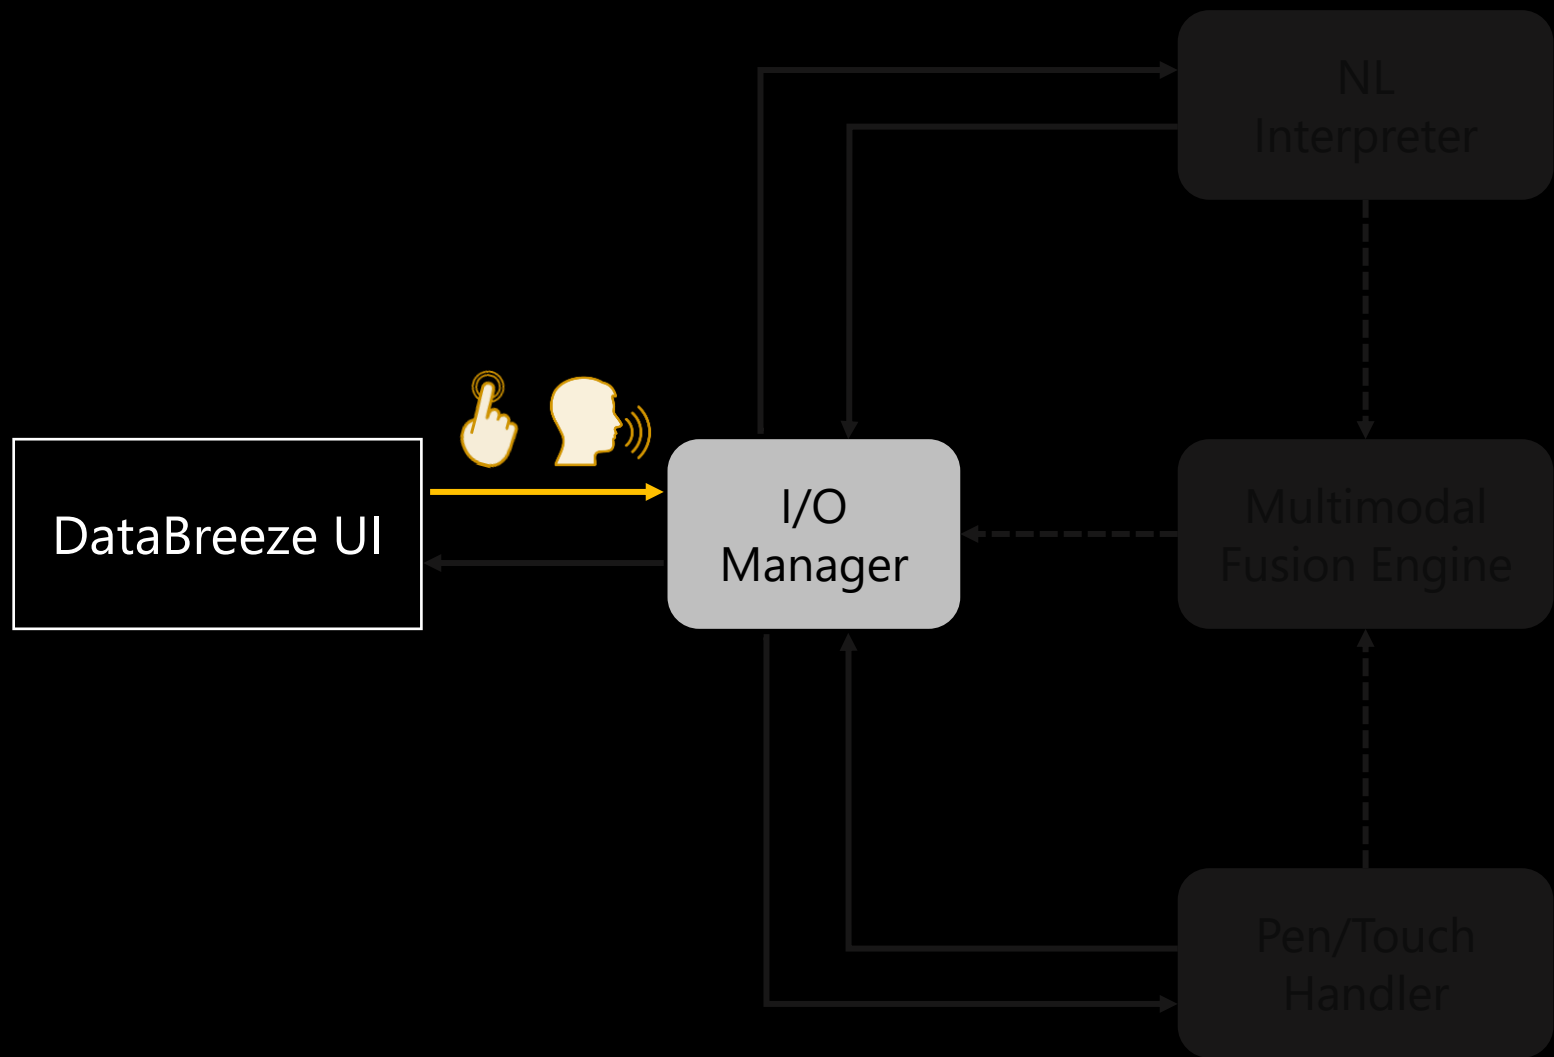 NL
Interpreter
DataBreeze UI
I/O
Manager
Multimodal
Fusion Engine
Pen/Touch
Handler